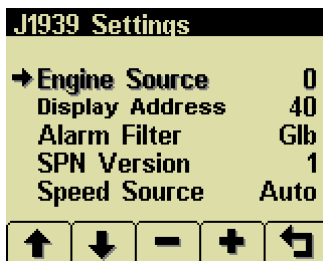 J1939 Settings
Engine Source 0
Display Address 40
Alarm Filter Glb
SPN Version 1
Speed Source Auto